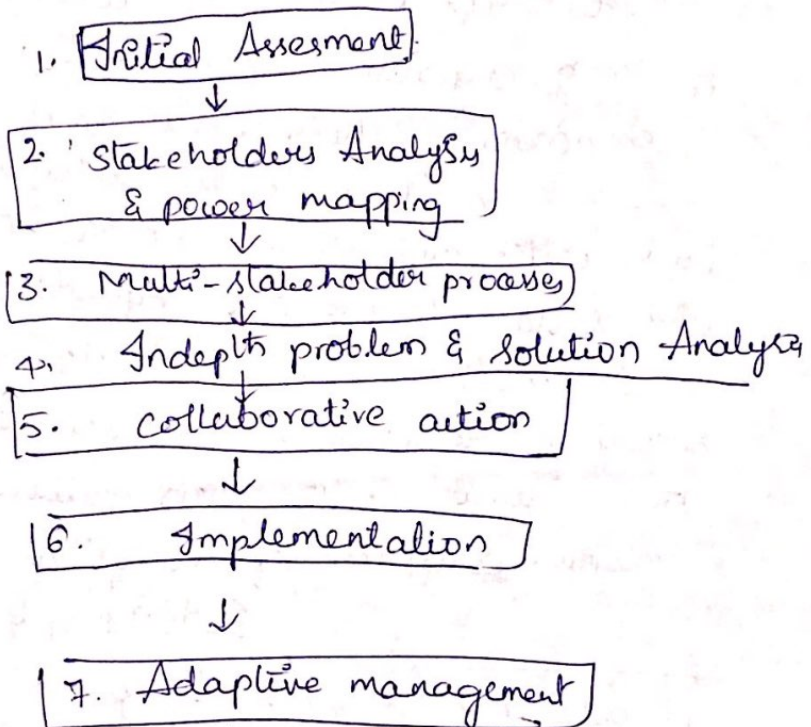 1. Initial Assesment
2. Stakeholders Analysis
& power mapping
3. Multi-stakeholder processes
4. Indepth problem & Solution Analysis
5. Collaborative action
6. Implementation
7. Adaptive management